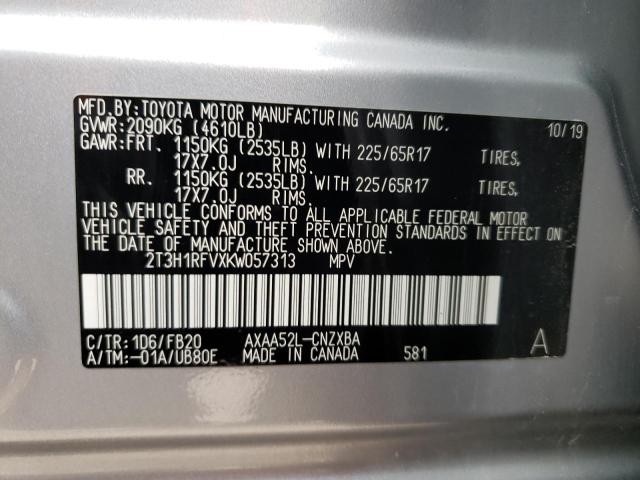 MFD. BY: TOYOTA MOTOR MANUFACTURING CANADA INC. 10/19
GVWR: 2090KG (4610LB)
GAWR: FRT. 1150KG (2535LB) WITH 225/65R17 TIRES,
17X7.0J RIMS.
RR. 1150KG (2535LB) WITH 225/65R17 TIRES,
17X7.0J RIMS.
THIS VEHICLE CONFORMS TO ALL APPLICABLE FEDERAL MOTOR
VEHICLE SAFETY AND THEFT PREVENTION STANDARDS IN EFFECT ON
THE DATE OF MANUFACTURE SHOWN ABOVE.
2T3H1RFVXKW057313 MPV
C/TR: 1D6/FB20 AXAA52L-CNZXBA
A/TM: -01A/UB80E MADE IN CANADA 581 A